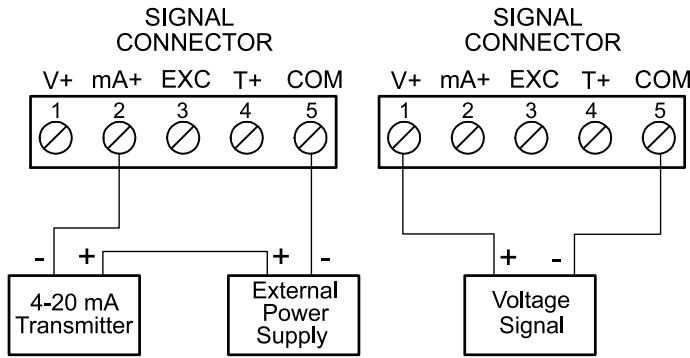 SIGNAL
CONNECTOR
V+ mA+ EXC T+ COM
1 2 3 4 5
- + + -
4-20 mA
Transmitter
External
Power
Supply
SIGNAL
CONNECTOR
V+ mA+ EXC T+ COM
1 2 3 4 5
+ -
Voltage
Signal